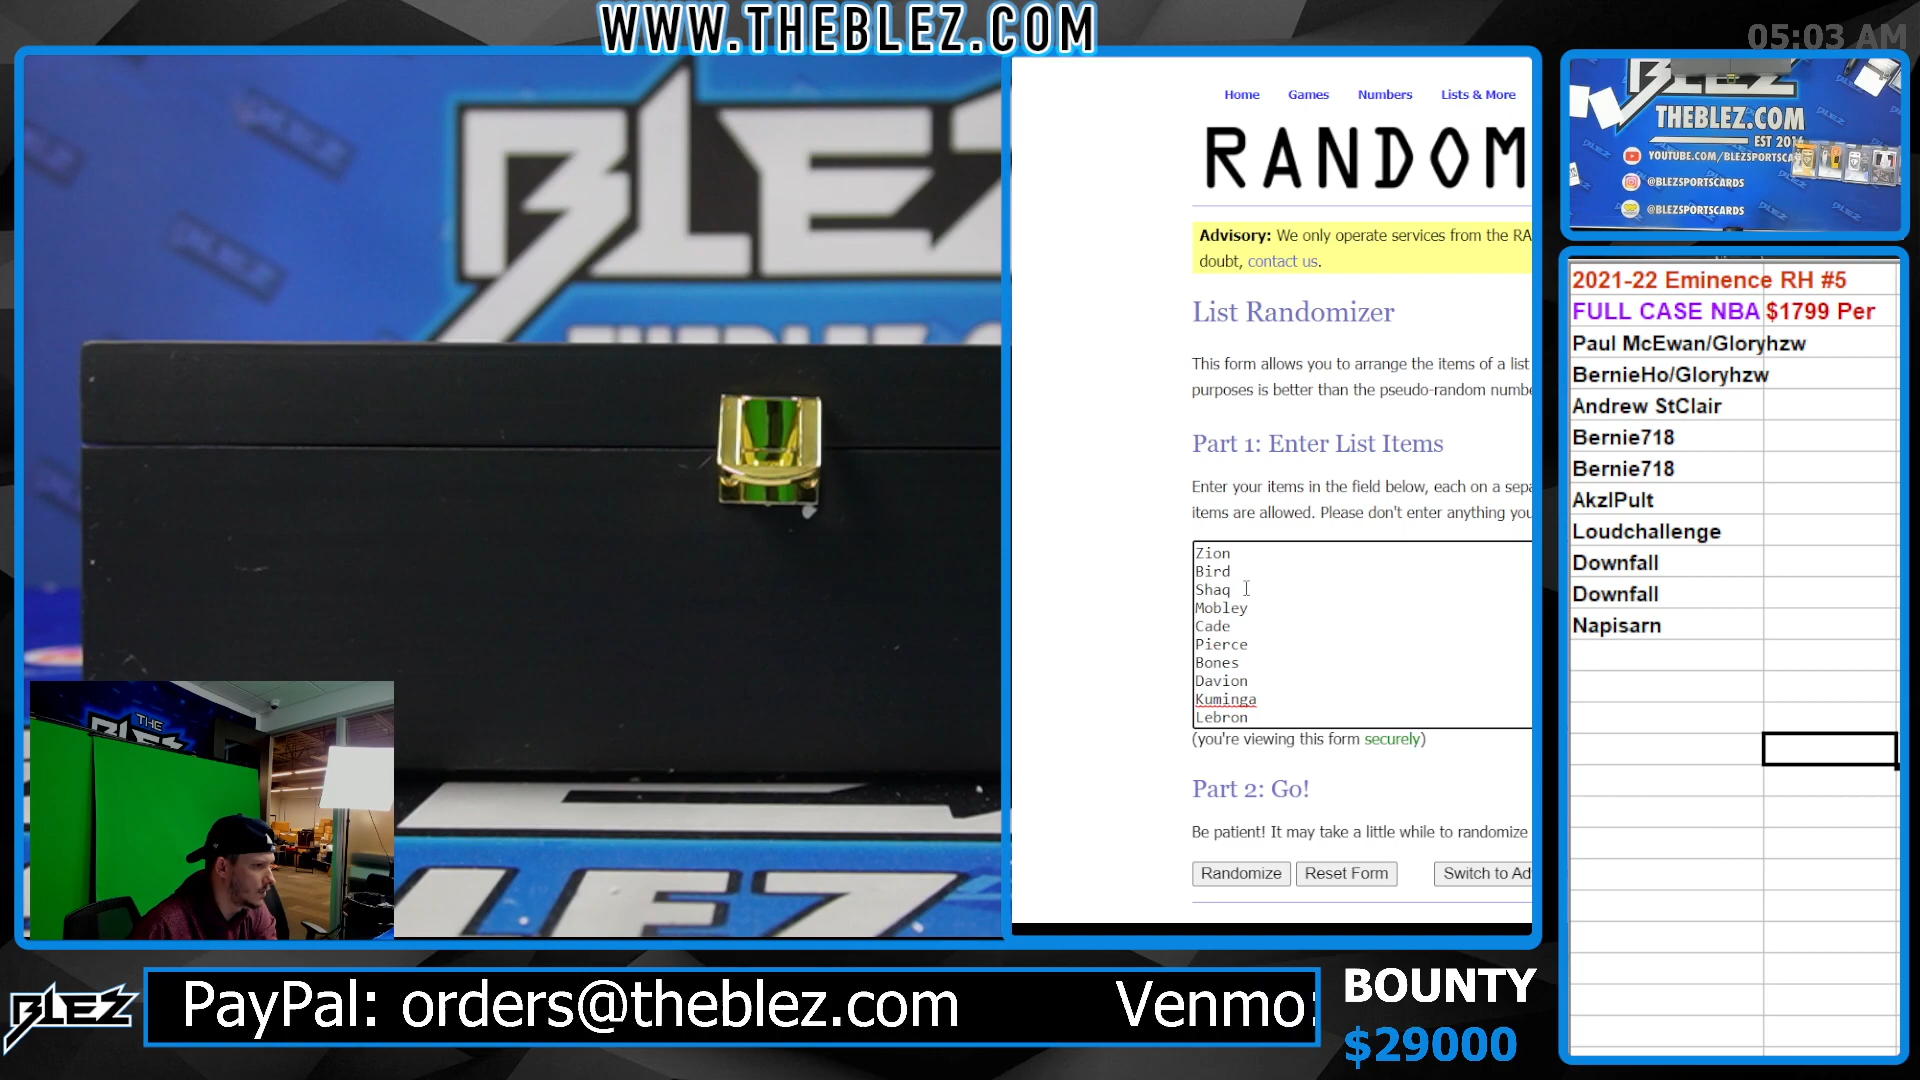 WWW.THEBLEZ.COM
05:03 AM
BLEZ
Home Games Numbers Lists & More
RANDOM
Advisory: We only operate services from the RA
doubt, contact us.
List Randomizer
This form allows you to arrange the items of a list
purposes is better than the pseudo-random numbe
Part 1: Enter List Items
Enter your items in the field below, each on a sepa
items are allowed. Please don't enter anything you
Zion
Bird
Shaq
Mobley
Cade
Pierce
Bones
Davion
Kuminga
Lebron
(you're viewing this form securely)
Part 2: Go!
Be patient! It may take a little while to randomize
Randomize Reset Form Switch to Ad
THEBLEZ.COM
EST 201
YOUTUBE.COM/BLEZSPORTSCA
@BLEZSPORTSCARDS
@BLEZSPORTSCARDS
2021-22 Eminence RH #5
FULL CASE NBA $1799 Per
Paul McEwan/Gloryhzw
BernieHo/Gloryhzw
Andrew StClair
Bernie718
Bernie718
AkzlPult
Loudchallenge
Downfall
Downfall
Napisarn
THE
BLEZ
BLEZ
PayPal: orders@theblez.com Venmo:
BOUNTY
$29000